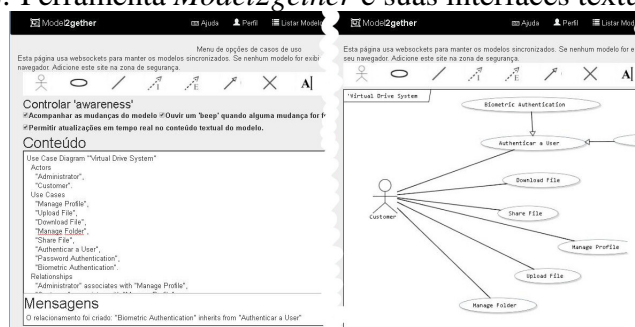 Ferramenta Model2gether e suas interfaces
Model2gether Ajuda Perfil Listar
Menu de opções de casos de uso
Esta página usa websockets para manter os modelos sincronizados. Se nenhum modelo for
navegador. Adicione este site na zona de segurança.
I E A
Controlar 'awareness'
Acompanhar as mudanças do modelo Ouvir um 'beep' quando alguma mudança for
Permitir atualizações em tempo real no conteúdo textual do modelo.
Conteúdo
Use Case Diagram "Virtual Drive System"
Actors
"Administrator",
"Customer".
Use Cases
"Manage Profile",
"Upload File",
"Download File",
"Manage Folder",
"Share File",
"Authenticar a User",
"Password Authentication",
"Biometric Authentication".
Relationships
"Administrator" associates with "Manage Profile",
Mensagens
O relacionamento foi criado: "Biometric Authentication" inherits from "Authenticar a User"
Model2gether Ajuda Perfil Listar
Esta página usa websockets para manter os modelos sincronizados. Se nenhum modelo for
seu navegador. Adicione este site na zona de segurança.
I E A
"Virtual Drive System
Biometric Authentication
Authenticar a User
Download File
Customer
Share File
Manage Profile
Upload File
Manage Folder